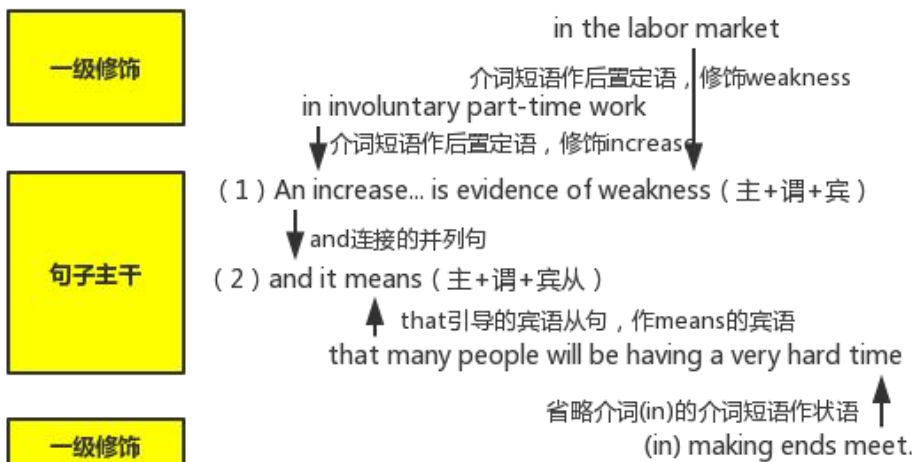 in the labor market
一级修饰
介词短语作后置定语，修饰weakness
in involuntary part-time work
介词短语作后置定语，修饰increase
（1）An increase... is evidence of weakness（主+谓+宾）
and连接的并列句
句子主干
（2）and it means（主+谓+宾从）
that引导的宾语从句，作means的宾语
that many people will be having a very hard time
省略介词(in)的介词短语作状语
一级修饰
(in) making ends meet.